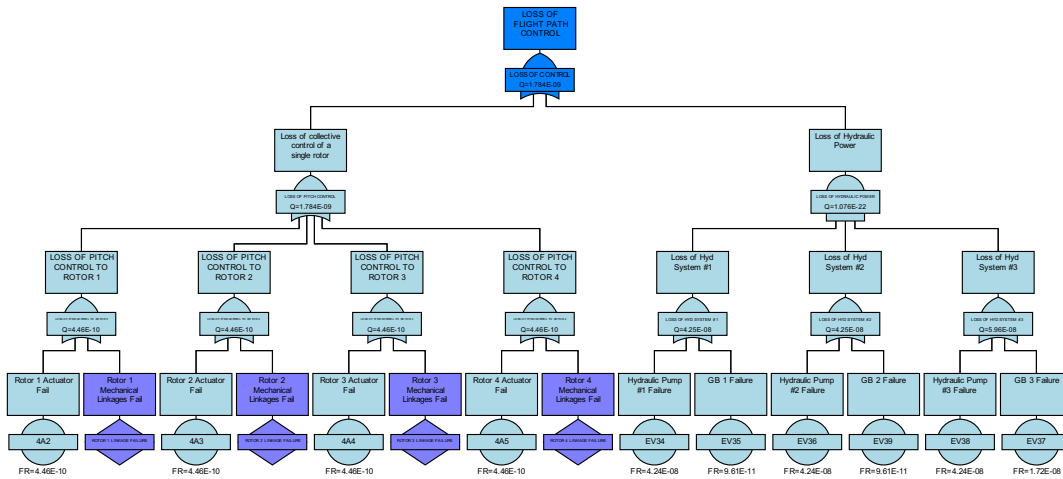 LOSS OF
FLIGHT PATH
CONTROL
LOSS OF CONTROL
Q=1.784E-09
Loss of collective
control of a
single rotor
LOSS OF PITCH CONTROL
Q=1.784E-09
Loss of Hydraulic
Power
LOSS OF HYDRAULIC POWER
Q=1.076E-22
LOSS OF PITCH
CONTROL TO
ROTOR 1
Q=4.46E-10
LOSS OF PITCH
CONTROL TO
ROTOR 2
Q=4.46E-10
LOSS OF PITCH
CONTROL TO
ROTOR 3
Q=4.46E-10
LOSS OF PITCH
CONTROL TO
ROTOR 4
Q=4.46E-10
Loss of Hyd
System #1
LOSS OF HYD SYSTEM #1
Q=4.25E-08
Loss of Hyd
System #2
LOSS OF HYD SYSTEM #2
Q=4.25E-08
Loss of Hyd
System #3
LOSS OF HYD SYSTEM #3
Q=5.96E-08
Rotor 1 Actuator
Fail
4A2
FR=4.46E-10
Rotor 1
Mechanical
Linkages Fail
ROTOR 1 LINKAGE FAILURE
Rotor 2 Actuator
Fail
4A3
FR=4.46E-10
Rotor 2
Mechanical
Linkages Fail
ROTOR 2 LINKAGE FAILURE
Rotor 3 Actuator
Fail
4A4
FR=4.46E-10
Rotor 3
Mechanical
Linkages Fail
ROTOR 3 LINKAGE FAILURE
Rotor 4 Actuator
Fail
4A5
FR=4.46E-10
Rotor 4
Mechanical
Linkages Fail
ROTOR 4 LINKAGE FAILURE
Hydraulic Pump
#1 Failure
EV34
FR=4.24E-08
GB 1 Failure
EV35
FR=9.61E-11
Hydraulic Pump
#2 Failure
EV36
FR=4.24E-08
GB 2 Failure
EV39
FR=9.61E-11
Hydraulic Pump
#3 Failure
EV38
FR=4.24E-08
GB 3 Failure
EV37
FR=1.72E-08